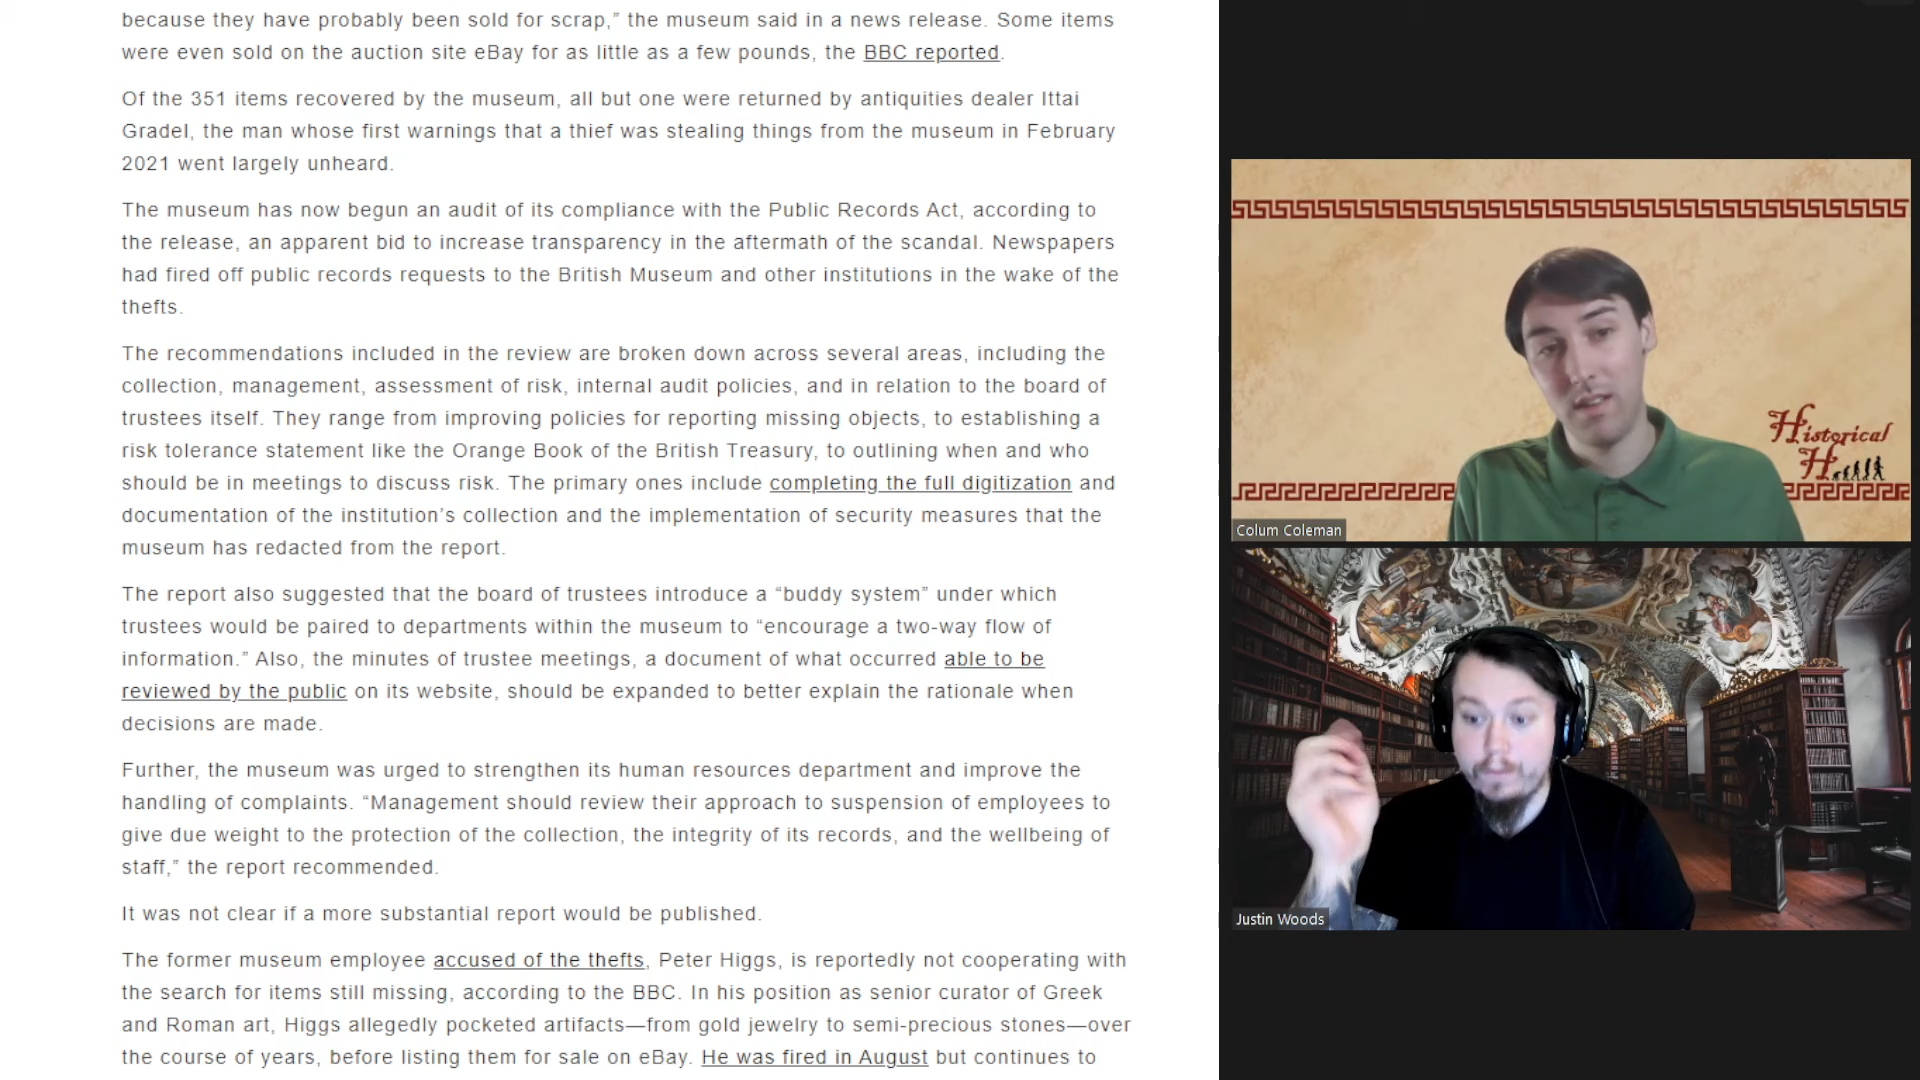 because they have probably been sold for scrap,” the museum said in a news release. Some items
were even sold on the auction site eBay for as little as a few pounds, the BBC reported.
Of the 351 items recovered by the museum, all but one were returned by antiquities dealer Ittai
Gradel, the man whose first warnings that a thief was stealing things from the museum in February
2021 went largely unheard.
The museum has now begun an audit of its compliance with the Public Records Act, according to
the release, an apparent bid to increase transparency in the aftermath of the scandal. Newspapers
had fired off public records requests to the British Museum and other institutions in the wake of the
thefts.
The recommendations included in the review are broken down across several areas, including the
collection, management, assessment of risk, internal audit policies, and in relation to the board of
trustees itself. They range from improving policies for reporting missing objects, to establishing a
risk tolerance statement like the Orange Book of the British Treasury, to outlining when and who
should be in meetings to discuss risk. The primary ones include completing the full digitization and
documentation of the institution’s collection and the implementation of security measures that the
museum has redacted from the report.
The report also suggested that the board of trustees introduce a “buddy system” under which
trustees would be paired to departments within the museum to “encourage a two-way flow of
information.” Also, the minutes of trustee meetings, a document of what occurred able to be
reviewed by the public on its website, should be expanded to better explain the rationale when
decisions are made.
Further, the museum was urged to strengthen its human resources department and improve the
handling of complaints. “Management should review their approach to suspension of employees to
give due weight to the protection of the collection, the integrity of its records, and the wellbeing of
staff,” the report recommended.
It was not clear if a more substantial report would be published.
The former museum employee accused of the thefts, Peter Higgs, is reportedly not cooperating with
the search for items still missing, according to the BBC. In his position as senior curator of Greek
and Roman art, Higgs allegedly pocketed artifacts—from gold jewelry to semi-precious stones—over
the course of years, before listing them for sale on eBay. He was fired in August but continues to
Historical
H
Colum Coleman
Justin Woods